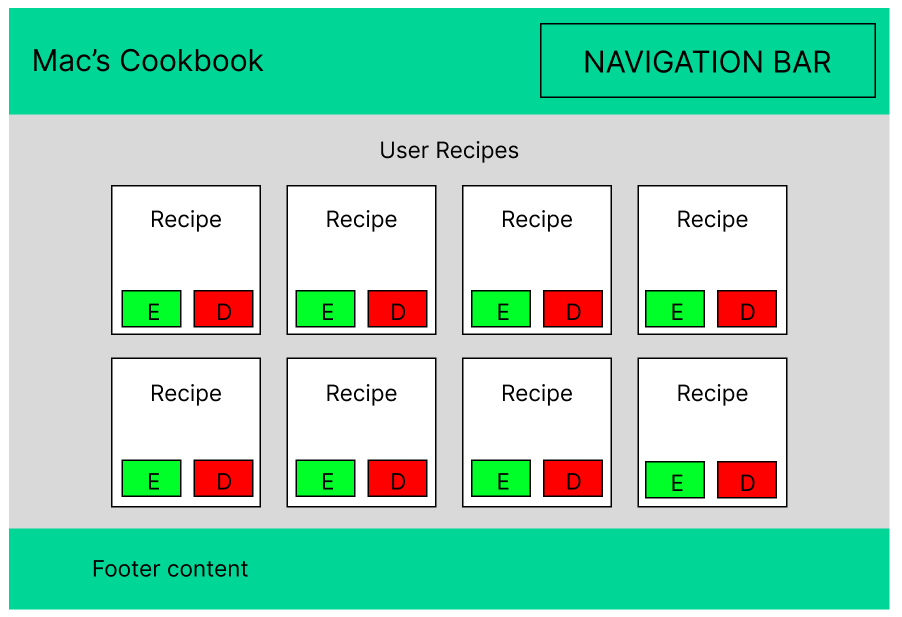 Mac’s Cookbook
NAVIGATION BAR
User Recipes
Recipe
Recipe
Recipe
Recipe
E
D
E
D
E
D
E
D
Recipe
Recipe
Recipe
Recipe
E
D
E
D
E
D
E
D
Footer content